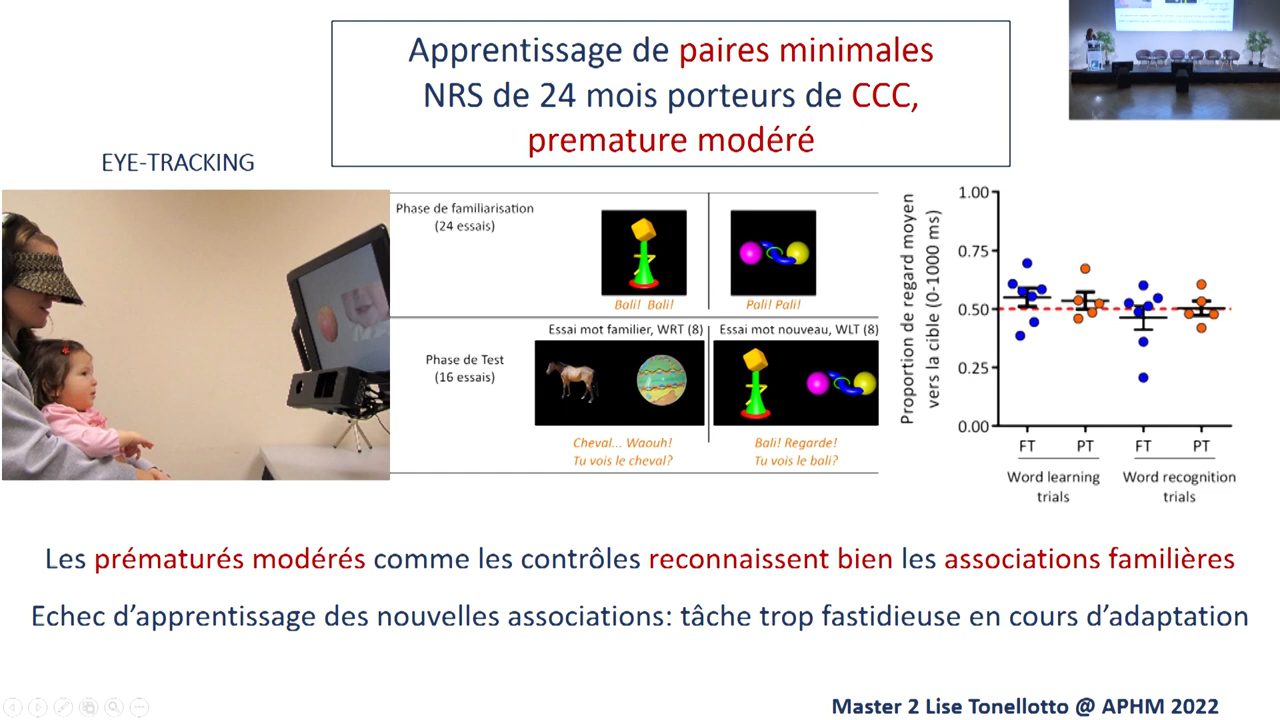 Apprentissage de paires minimales
NRS de 24 mois porteurs de CCC,
premature modéré
EYE-TRACKING
Phase de familiarisation
(24 essais)
Bali! Bali!
Pali! Pali!
Essai mot familier, WRT (8)
Essai mot nouveau, WLT (8)
Phase de Test
(16 essais)
Cheval... Waouh!
Tu vois le cheval?
Bali! Regarde!
Tu vois le bali?
Proportion de regard moyen
vers la cible (0-1000 ms)
1.00
0.75
0.50
0.25
0.00
FT
PT
FT
PT
Word learning
trials
Word recognition
trials
Les prématurés modérés comme les contrôles reconnaissent bien les associations familières
Echec d’apprentissage des nouvelles associations: tâche trop fastidieuse en cours d’adaptation
Master 2 Lise Tonellotto @ APHM 2022